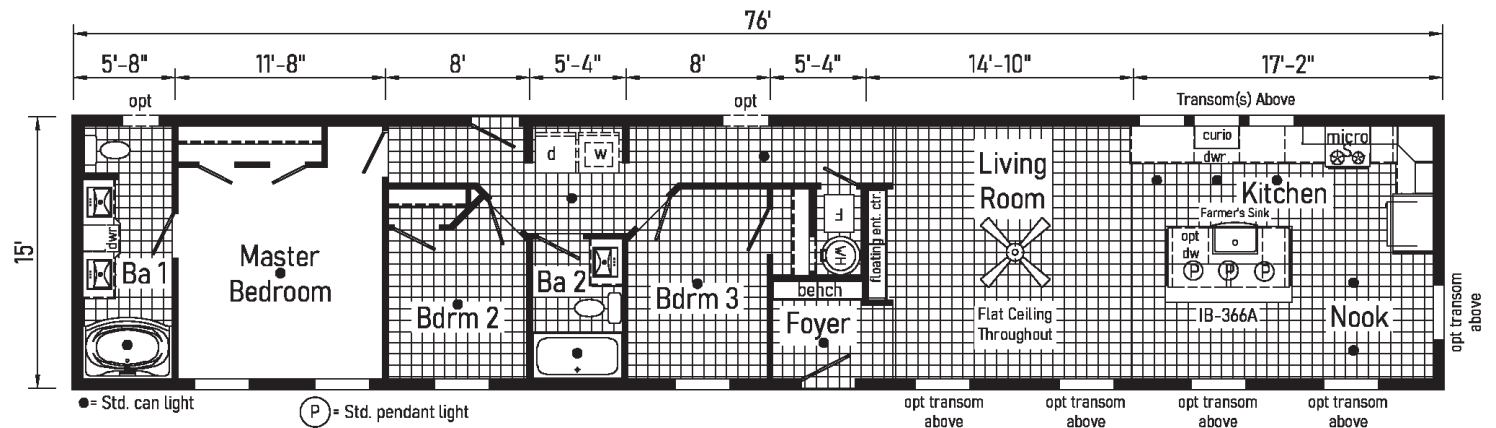 76'
5'-8"
11'-8"
8'
5'-4"
8'
5'-4"
14'-10"
17'-2"
opt
opt
Transom(s) Above
15'
d
w
curio
dwr
micro
S
Living
Room
Kitchen
Farmer's Sink
opt
dw
P
P
P
IB-366A
Nook
dwr
Ba 1
Master
Bedroom
Bdrm 2
Ba 2
Bdrm 3
F
WH
floating ent. ctr.
bench
Foyer
Flat Ceiling
Throughout
opt transom
above
= Std. can light
P = Std. pendant light
opt transom
above
opt transom
above
opt transom
above
opt transom
above